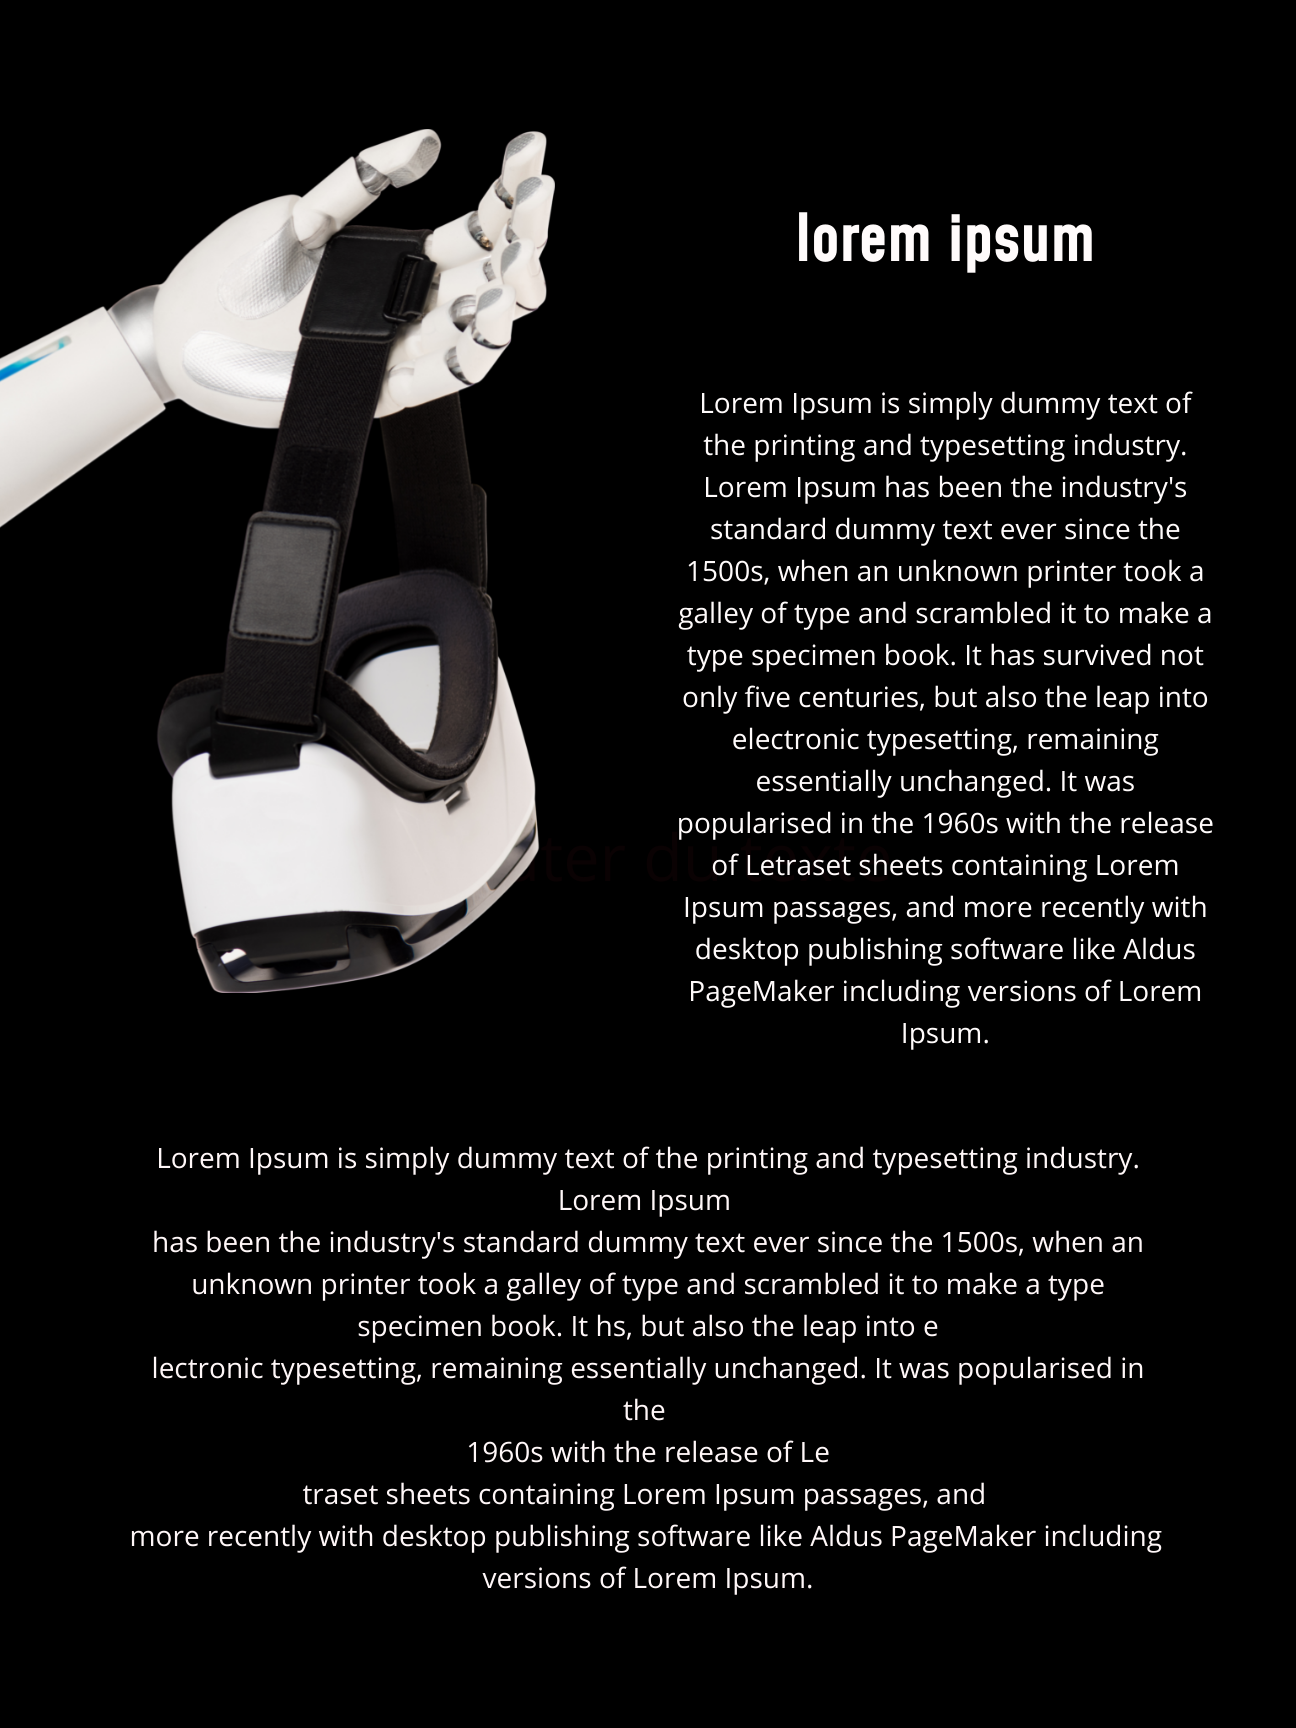 lorem ipsum
Lorem Ipsum is simply dummy text of
the printing and typesetting industry.
Lorem Ipsum has been the industry's
standard dummy text ever since the
1500s, when an unknown printer took a
galley of type and scrambled it to make a
type specimen book. It has survived not
only five centuries, but also the leap into
electronic typesetting, remaining
essentially unchanged. It was
popularised in the 1960s with the release
of Letraset sheets containing Lorem
Ipsum passages, and more recently with
desktop publishing software like Aldus
PageMaker including versions of Lorem
Ipsum.
Lorem Ipsum is simply dummy text of the printing and typesetting industry.
Lorem Ipsum
has been the industry's standard dummy text ever since the 1500s, when an
unknown printer took a galley of type and scrambled it to make a type
specimen book. It hs, but also the leap into e
lectronic typesetting, remaining essentially unchanged. It was popularised in
the
1960s with the release of Le
traset sheets containing Lorem Ipsum passages, and
more recently with desktop publishing software like Aldus PageMaker including
versions of Lorem Ipsum.